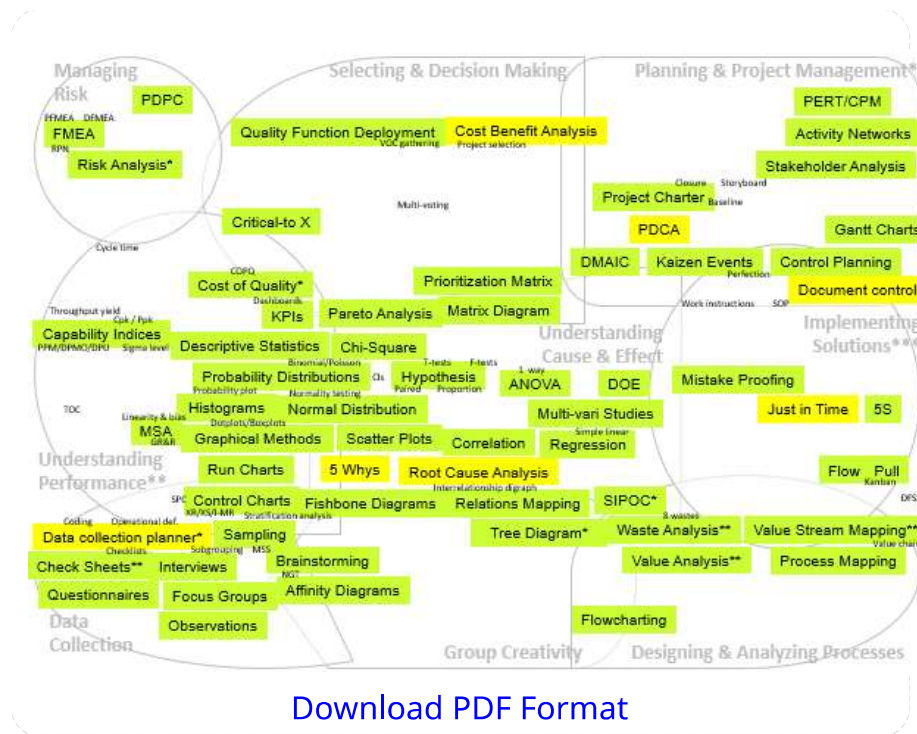 Managing
Risk
Selecting & Decision Making
Planning & Project Management*
PDPC
PERT/CPM
PFMEA DFMEA
FMEA
Quality Function Deployment
Cost Benefit Analysis
Activity Networks
RPN
VOC gathering
Project selection
Risk Analysis*
Stakeholder Analysis
Closure Storyboard
Project Charter
Baseline
Multi-voting
Critical-to X
PDCA
Gantt Charts
Cycle time
DMAIC
Kaizen Events
Control Planning
COPQ
Perfection
Cost of Quality*
Prioritization Matrix
Document control
Dashboards
Work instructions SOP
Throughput yield
KPIs
Pareto Analysis
Matrix Diagram
Cpk / Ppk
Capability Indices
Understanding
Cause & Effect
Implementing
Solutions***
PPM/DPMO/DPU Sigma level
Descriptive Statistics
Chi-Square
Binomial/Poisson
T-tests F-tests
1 way
Probability Distributions
CIs
Hypothesis
ANOVA
DOE
Mistake Proofing
Probability plot
Normality testing
Paired Proportion
TOC
Histograms
Normal Distribution
Multi-vari Studies
Just in Time
5S
Linearity & bias
Dotplots/Boxplots
Simple linear
MSA
GR&R
Graphical Methods
Scatter Plots
Correlation
Regression
Understanding
Performance**
Run Charts
5 Whys
Root Cause Analysis
Flow Pull
Kanban
Interrelationship digraph
SPC
Control Charts
Fishbone Diagrams
Relations Mapping
SIPOC*
DFS
XR/XS/I-MR
Stratification analysis
8 wastes
Coding Operational def.
Data collection planner*
Sampling
Tree Diagram*
Waste Analysis**
Value Stream Mapping**
Checklists
Subgrouping MSS
Value chain
Check Sheets**
Interviews
Brainstorming
Value Analysis**
Process Mapping
NGT
Questionnaires
Focus Groups
Affinity Diagrams
Data
Collection
Observations
Flowcharting
Group Creativity
Designing & Analyzing Processes
Download PDF Format